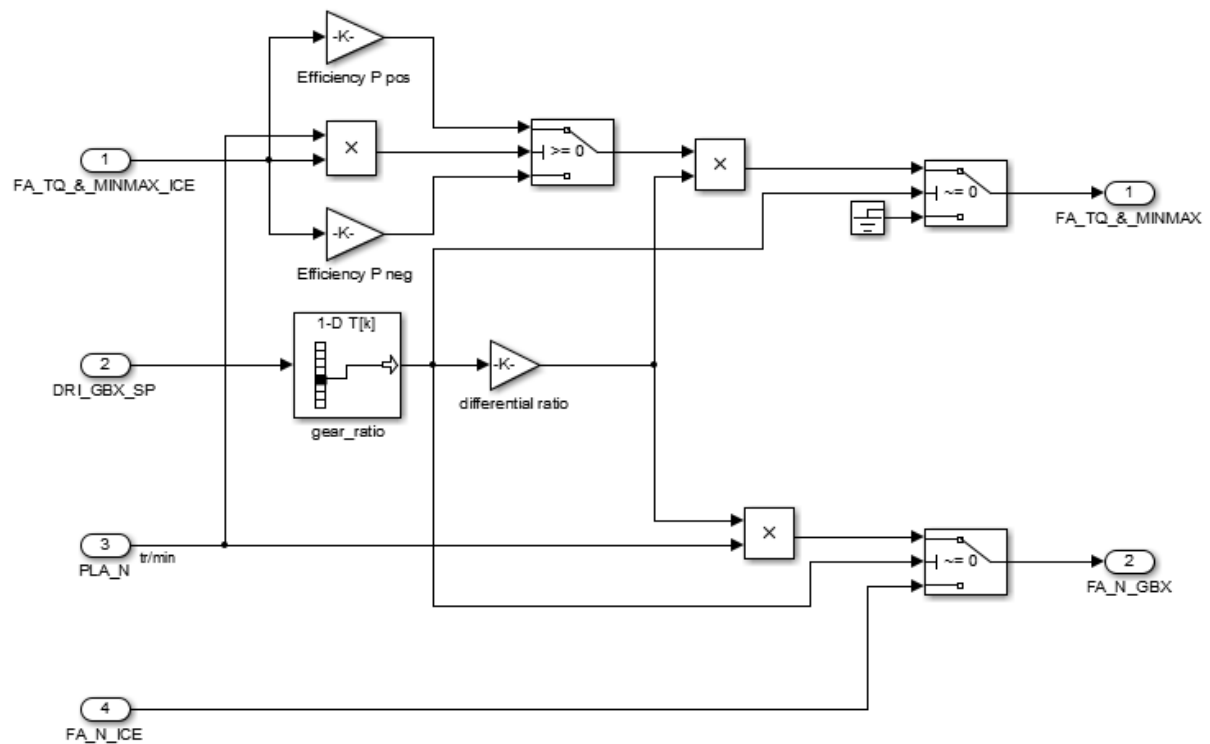 -K-
Efficiency P pos
1
FA_TQ_&_MINMAX_ICE
×
>= 0
×
~= 0
1
FA_TQ_&_MINMAX
-K-
Efficiency P neg
1-D T[k]
2
DRI_GBX_SP
gear_ratio
-K-
differential ratio
3
PLA_N
tr/min
×
~= 0
2
FA_N_GBX
4
FA_N_ICE